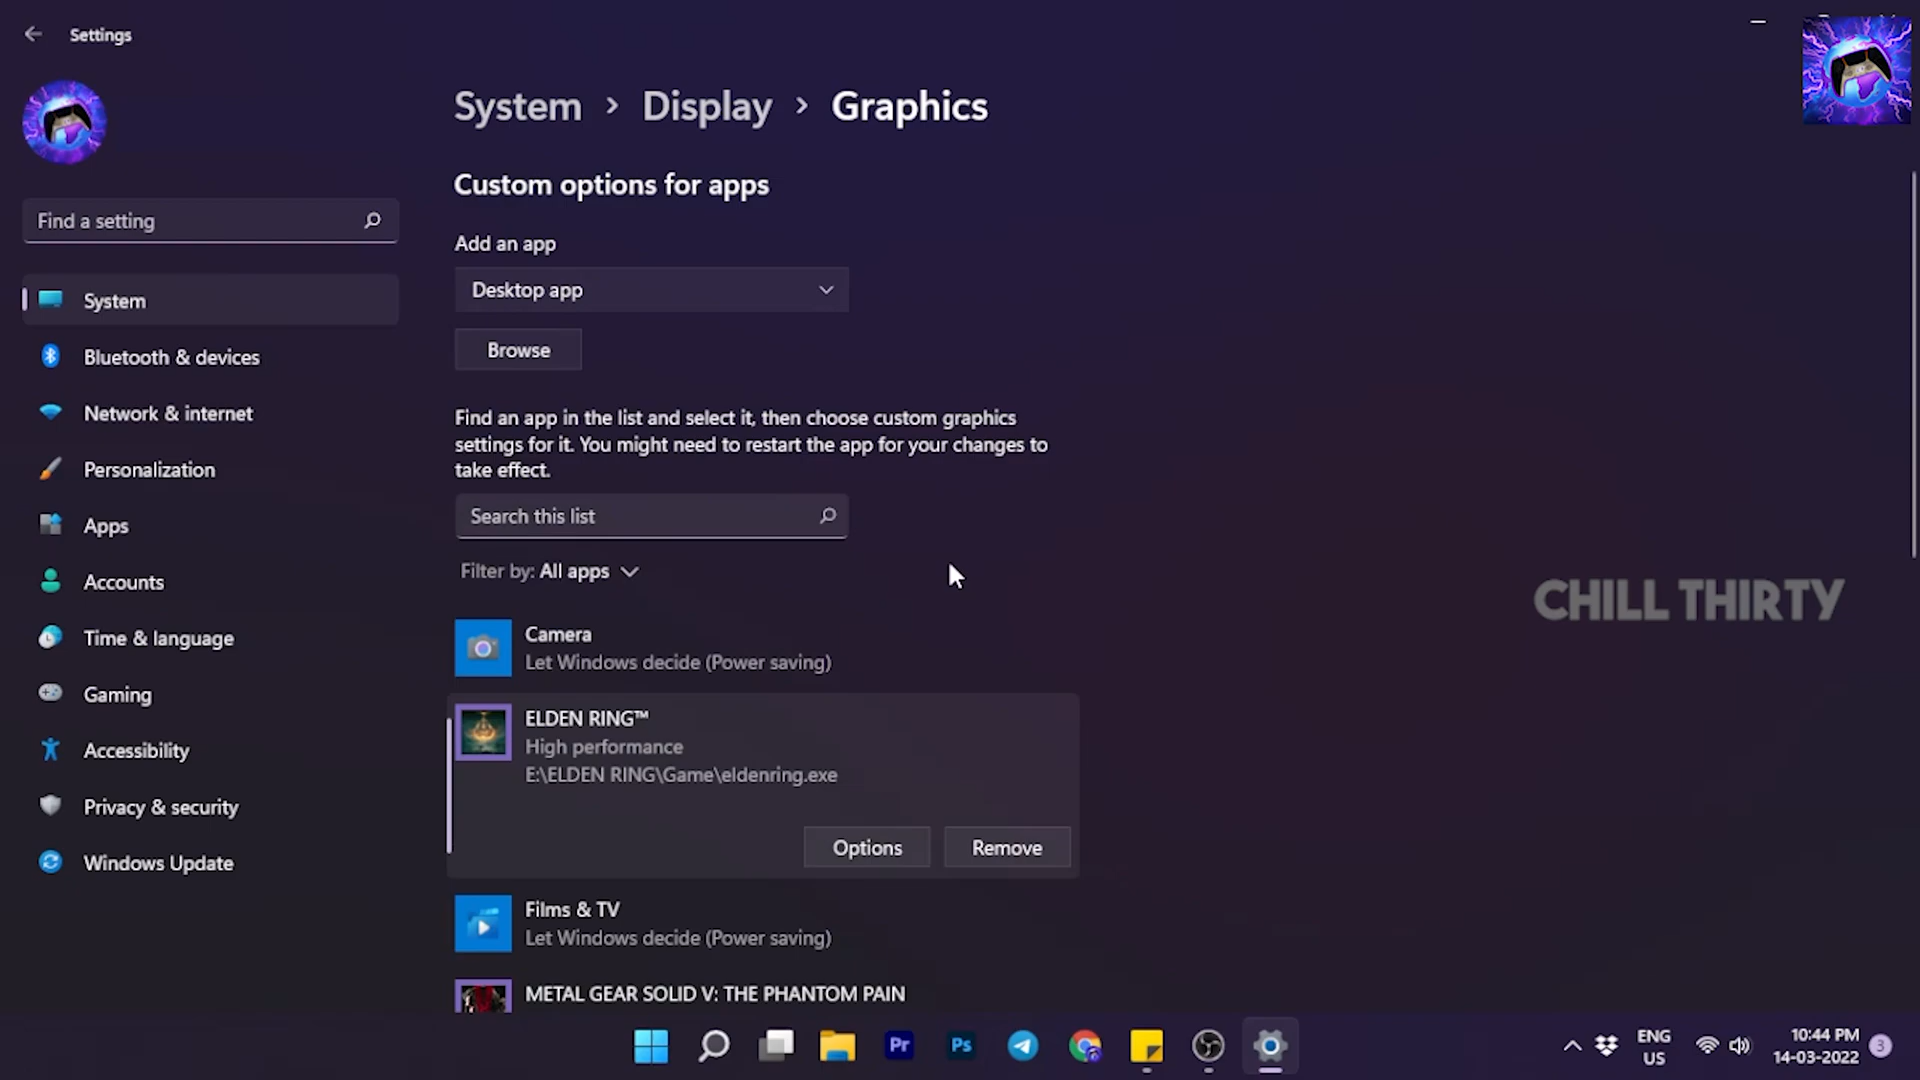 Settings
System > Display > Graphics
Custom options for apps
Find a setting
Add an app
Desktop app
Browse
System
Bluetooth & devices
Network & internet
Personalization
Apps
Accounts
Time & language
Gaming
Accessibility
Privacy & security
Windows Update
Find an app in the list and select it, then choose custom graphics
settings for it. You might need to restart the app for your changes to
take effect.
Search this list
Filter by: All apps
Camera
Let Windows decide (Power saving)
ELDEN RING™
High performance
E:\ELDEN RING\Game\eldenring.exe
Options
Remove
Films & TV
Let Windows decide (Power saving)
METAL GEAR SOLID V: THE PHANTOM PAIN
CHILL THIRTY
Pr
Ps
ENG
US
10:44 PM
14-03-2022
3